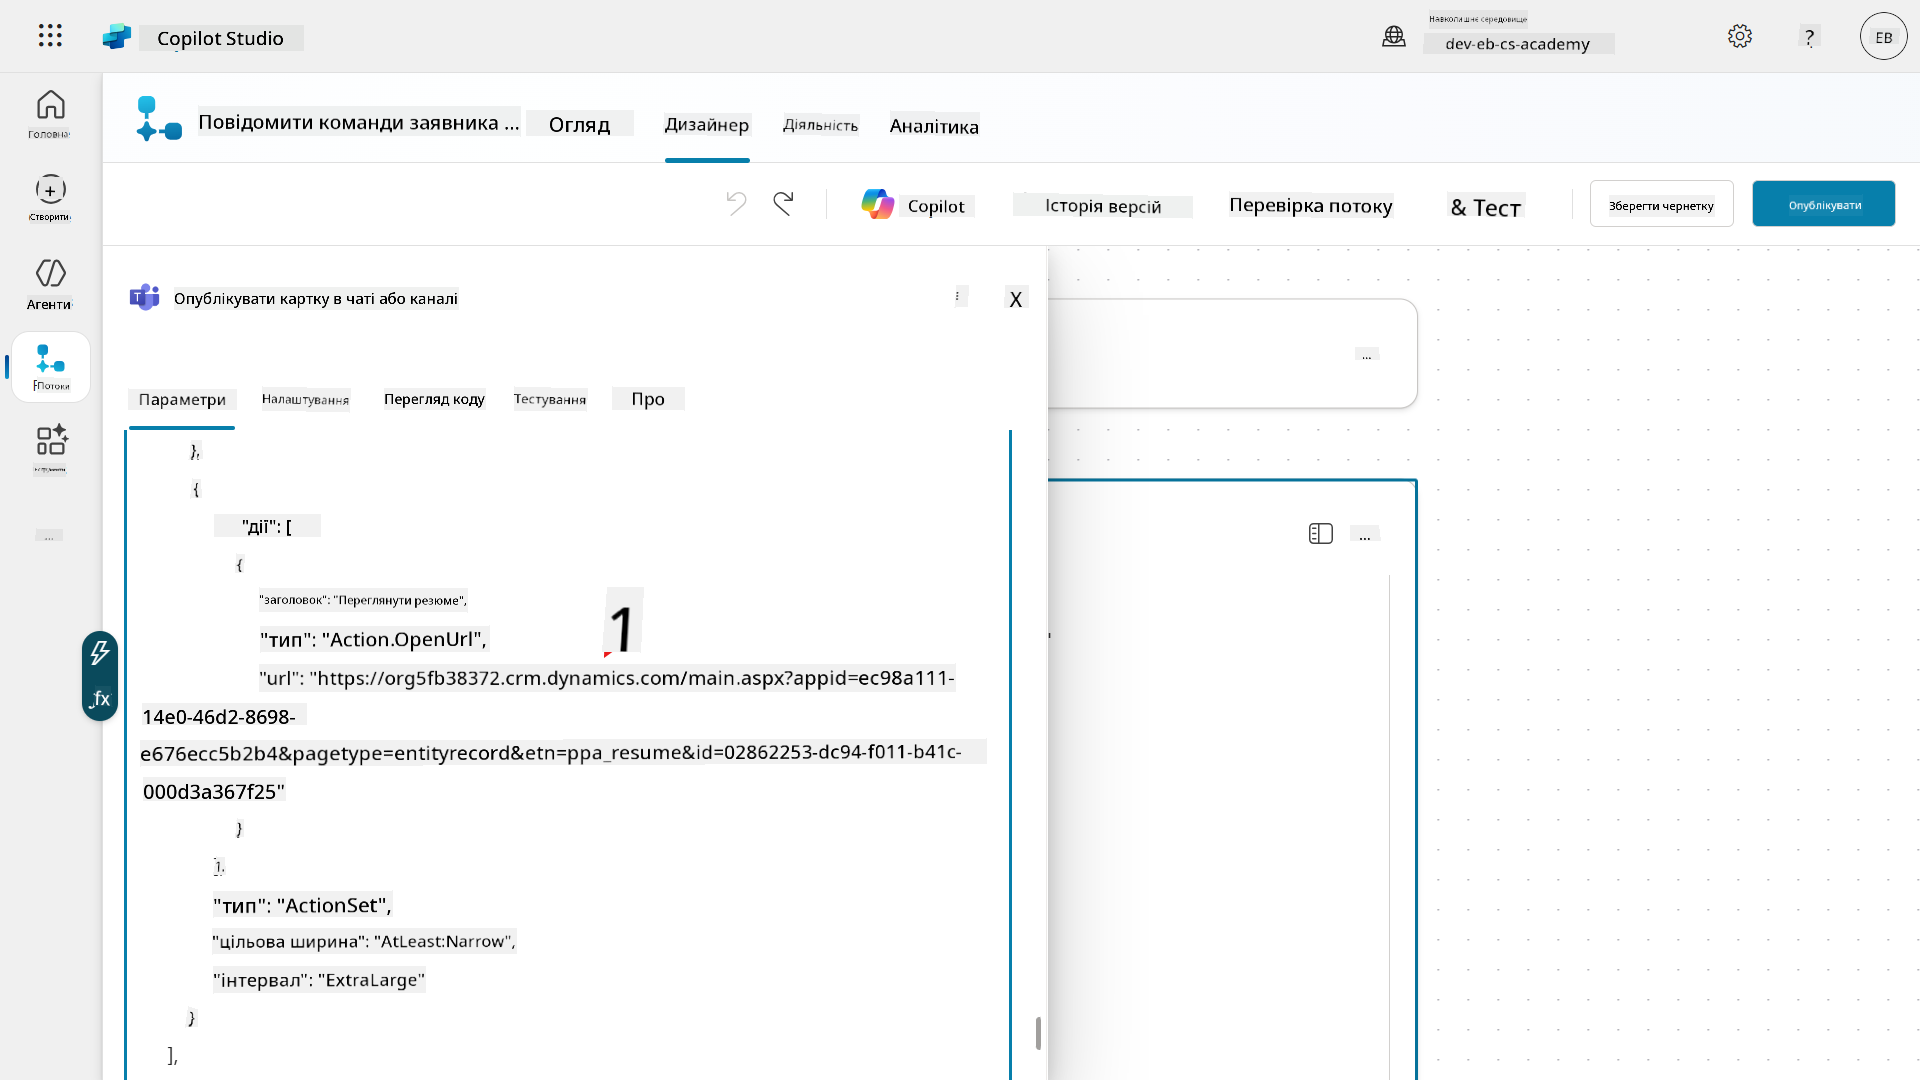 Copilot Studio
Навколишнє середовище
dev-eb-cs-academy
?
EB
Головна
Створити
Агенти
Потоки
...
Повідомити команди заявника ...
Огляд
Дизайнер
Діяльність
Аналітика
Copilot
Історія версій
Перевірка потоку
& Тест
Зберегти чернетку
Опублікувати
Опублікувати картку в чаті або каналі
X
Параметри
Налаштування
Перегляд коду
Тестування
Про
},
{
"дії": [
{
"заголовок": "Переглянути резюме",
"тип": "Action.OpenUrl",
1
"url": "https://org5fb38372.crm.dynamics.com/main.aspx?appid=ec98a111-
14e0-46d2-8698-
e676ecc5b2b4&pagetype=entityrecord&etn=ppa_resume&id=02862253-dc94-f011-b41c-
000d3a367f25"
}
"тип": "ActionSet",
"цільова ширина": "AtLeast:Narrow",
"інтервал": "ExtraLarge"
}
],
fx
...
...